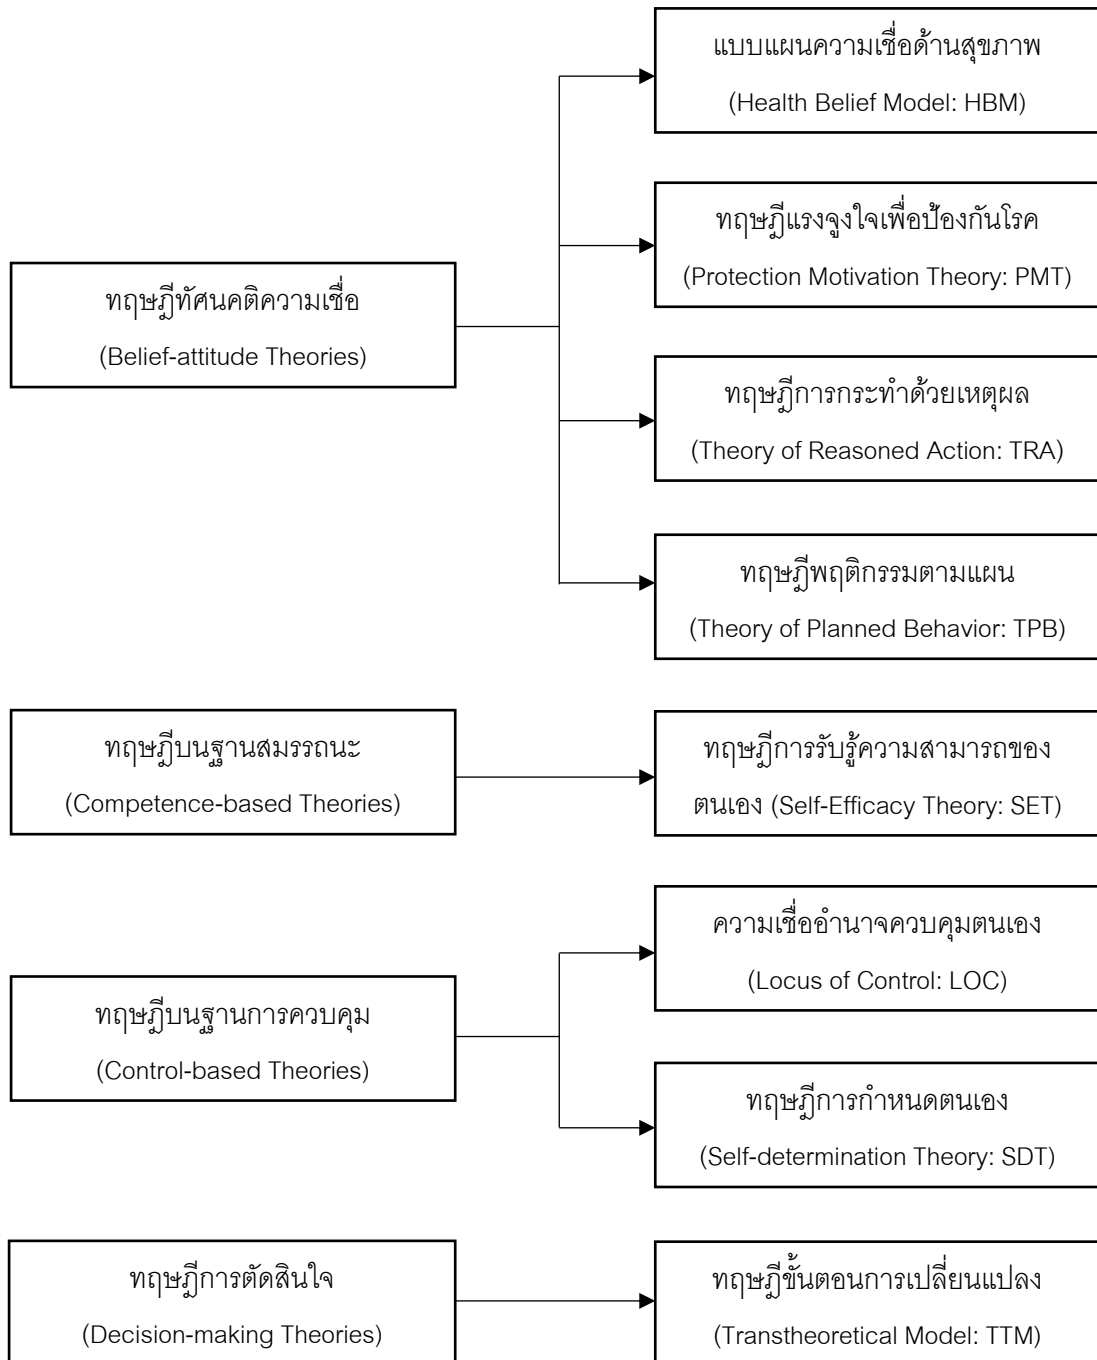 แบบแผนความเชื่อด้านสุขภาพ
(Health Belief Model: HBM)
ทฤษฎีแรงจูงใจเพื่อป้องกันโรค
(Protection Motivation Theory: PMT)
ทฤษฎีทัศนคติความเชื่อ
(Belief-attitude Theories)
ทฤษฎีการกระทำด้วยเหตุผล
(Theory of Reasoned Action: TRA)
ทฤษฎีพฤติกรรมตามแผน
(Theory of Planned Behavior: TPB)
ทฤษฎีบนฐานสมรรถนะ
(Competence-based Theories)
ทฤษฎีการรับรู้ความสามารถของ
ตนเอง (Self-Efficacy Theory: SET)
ความเชื่ออำนาจควบคุมตนเอง
(Locus of Control: LOC)
ทฤษฎีบนฐานการควบคุม
(Control-based Theories)
ทฤษฎีการกำหนดตนเอง
(Self-determination Theory: SDT)
ทฤษฎีการตัดสินใจ
(Decision-making Theories)
ทฤษฎีขั้นตอนการเปลี่ยนแปลง
(Transtheoretical Model: TTM)